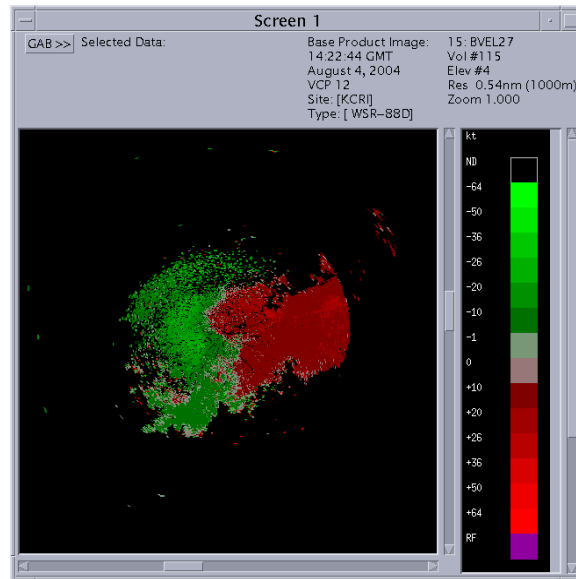 Screen 1
GAB >> Selected Data:
Base Product Image:
14:22:44 GMT
August 4, 2004
VCP 12
Site: [KCRI]
Type: [ WSR-88D]
15: BVEL27
Vol #115
Elev #4
Res 0.54nm (1000m)
Zoom 1.000
kt
ND
-64
-50
-36
-26
-20
-10
-1
0
+10
+20
+26
+36
+50
+64
RF